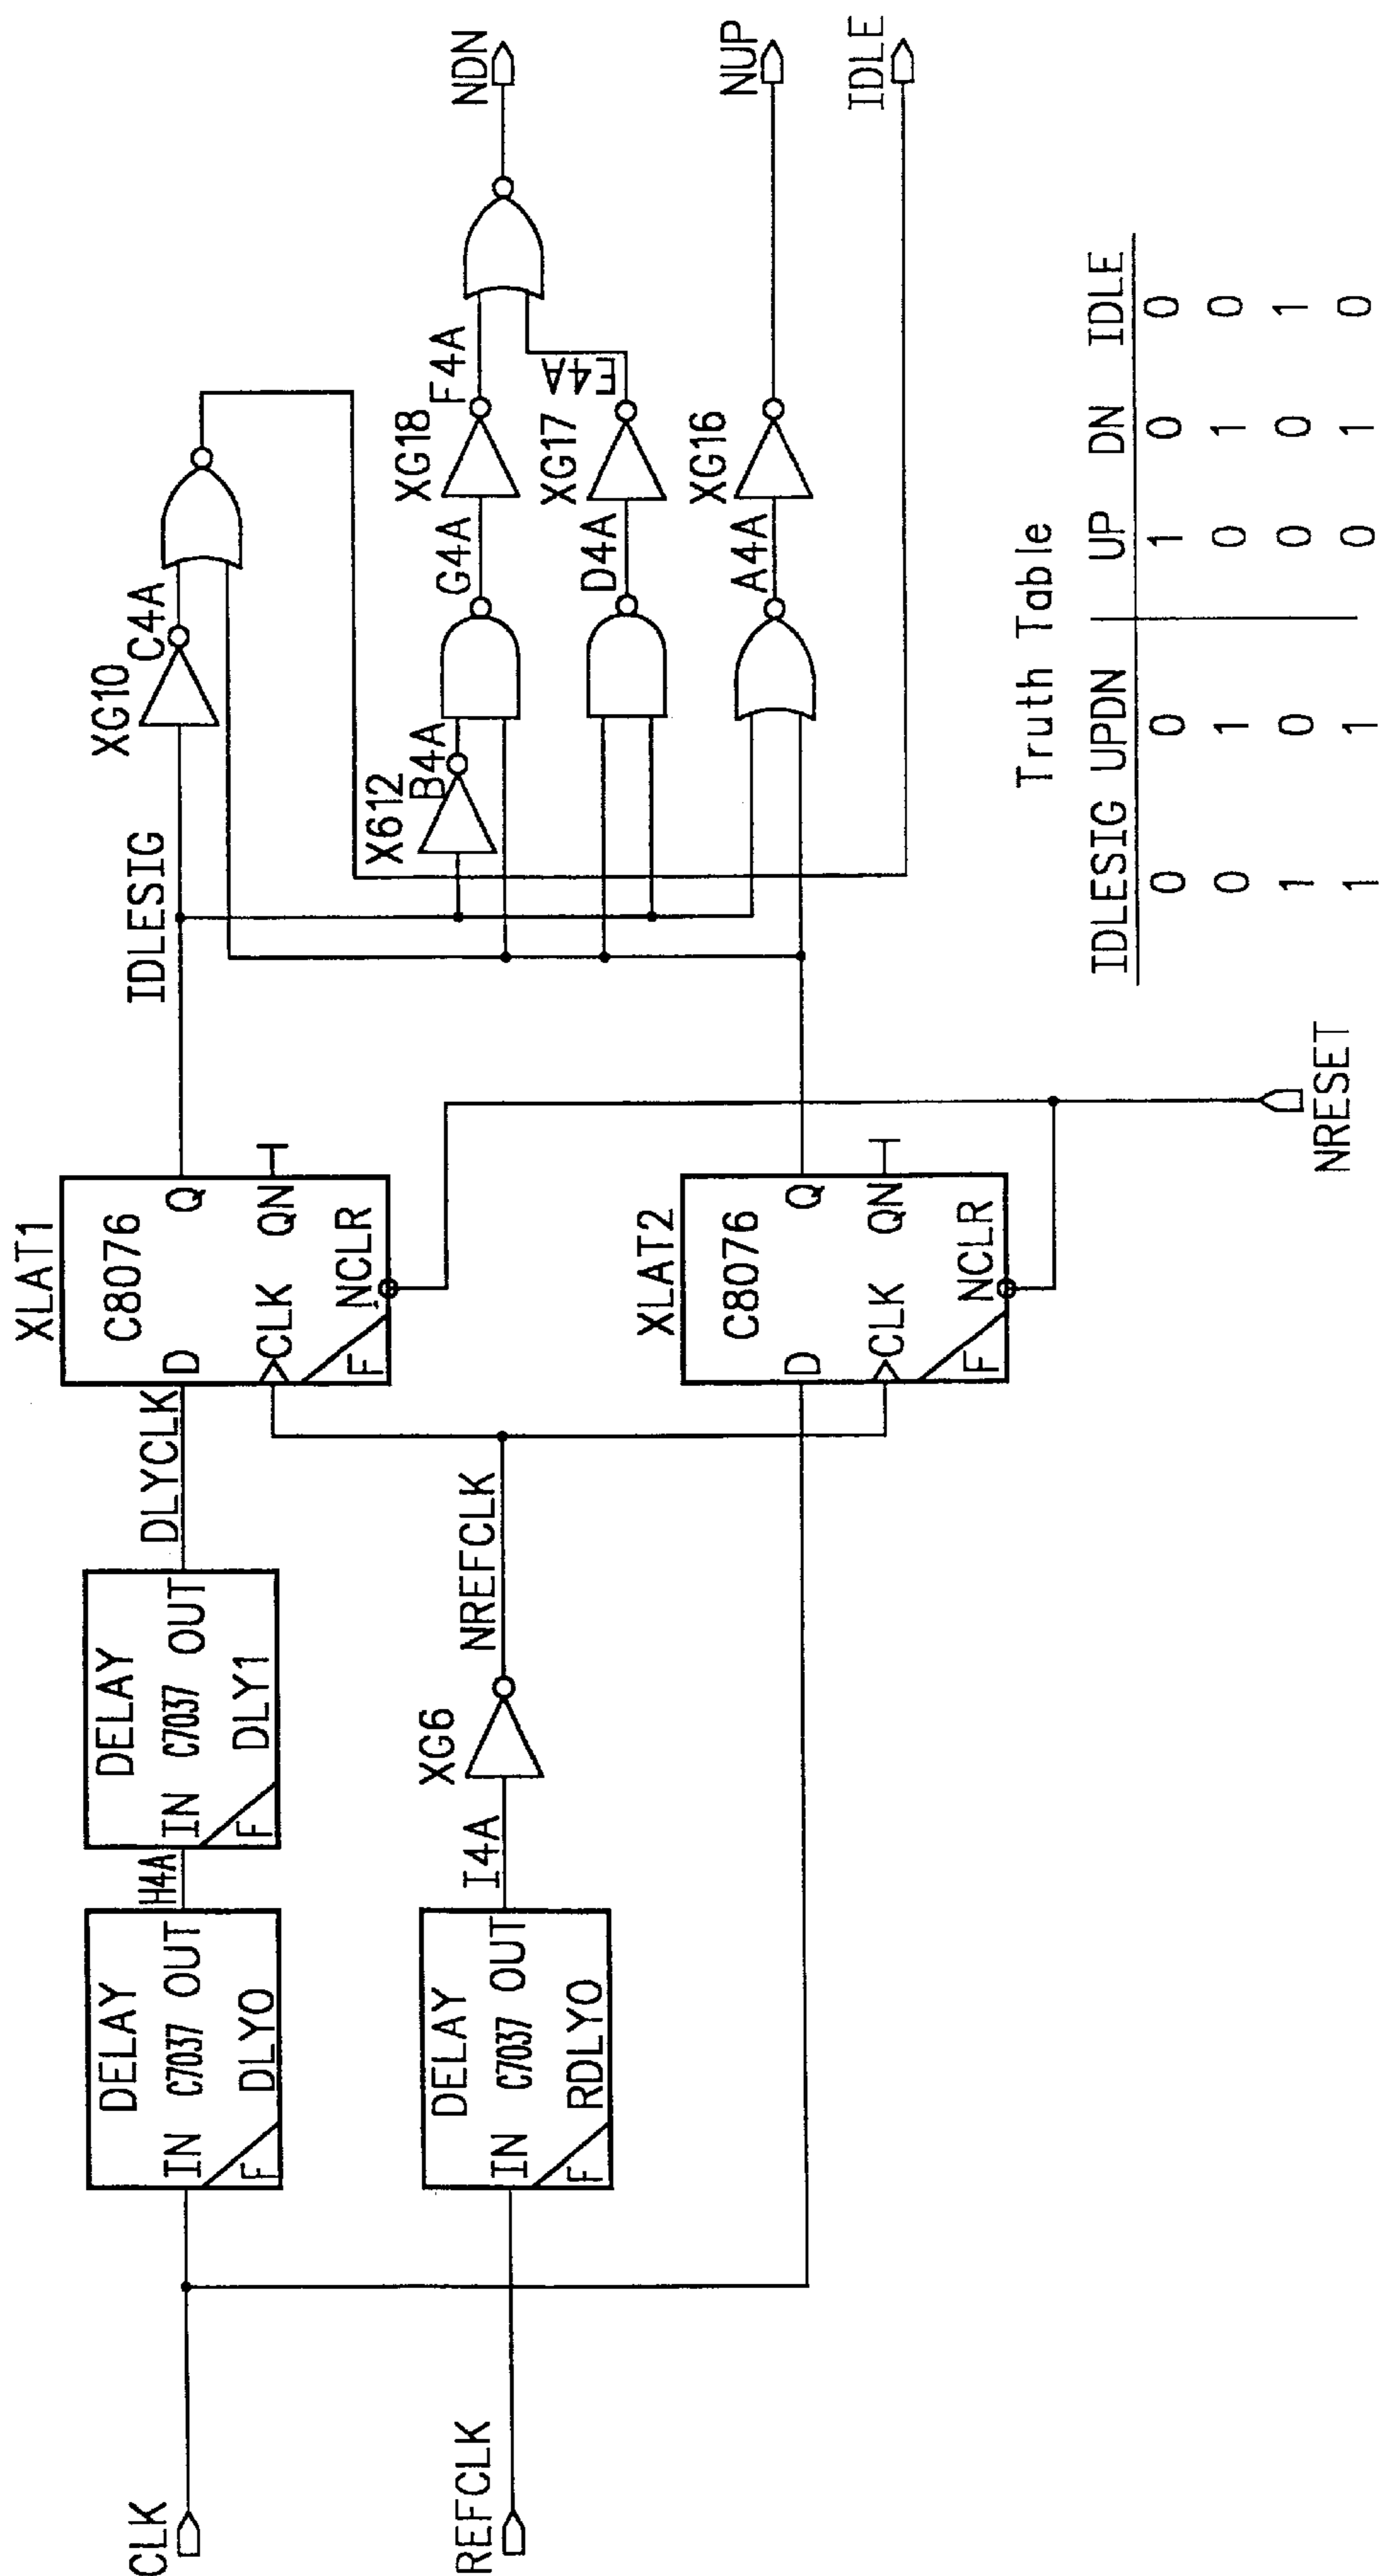 CLK
REFCLK
DELAY
IN C7037 OUT
F DLY0
H4A
DELAY
IN C7037 OUT
F DLY1
DLYCLK
DELAY
IN C7037 OUT
F RDLY0
I4A
XG6
NREFCLK
XLAT1
C8076
D Q
CLK QN
F NCLR
XLAT2
C8076
D Q
CLK QN
F NCLR
NRESET
IDLESIG
XG10
C4A
X612
B4A
G4A
XG18
F4A
D4A
XG17
E4A
A4A
XG16
NDN
NUP
IDLE
Truth Table
IDLESIG UPDN UP DN IDLE
0 0 1 0 0
0 1 0 1 0
1 0 0 0 1
1 1 0 1 0